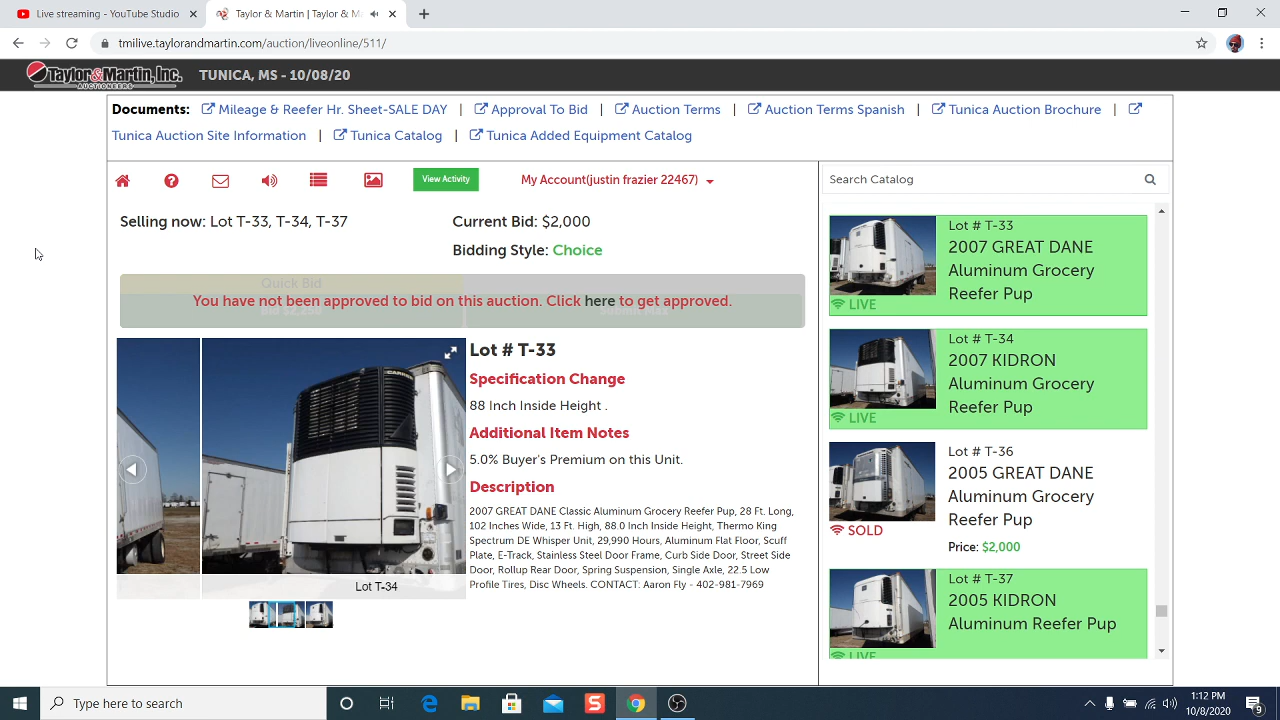 Live streaming - YouTube Studio
Taylor & Martin | Taylor & M
tmlive.taylorandmartin.com/auction/liveonline/511/
Taylor & Martin, Inc.
AUCTIONEERS
TUNICA, MS - 10/08/20
Documents: Mileage & Reefer Hr. Sheet-SALE DAY | Approval To Bid | Auction Terms | Auction Terms Spanish | Tunica Auction Brochure |
Tunica Auction Site Information | Tunica Catalog | Tunica Added Equipment Catalog
View Activity
My Account(justin frazier 22467)
Search Catalog
Selling now: Lot T-33, T-34, T-37
Current Bid: $2,000
Bidding Style: Choice
Quick Bid
You have not been approved to bid on this auction. Click here to get approved.
Lot # T-33
Specification Change
88 Inch Inside Height .
Additional Item Notes
5.0% Buyer's Premium on this Unit.
Description
2007 GREAT DANE Classic Aluminum Grocery Reefer Pup, 28 Ft. Long,
102 Inches Wide, 13 Ft. High, 88.0 Inch Inside Height, Thermo King
Spectrum DE Whisper Unit, 29,990 Hours, Aluminum Flat Floor, Scuff
Plate, E-Track, Stainless Steel Door Frame, Curb Side Door, Street Side
Door, Rollup Rear Door, Spring Suspension, Single Axle, 22.5 Low
Profile Tires, Disc Wheels. CONTACT: Aaron Fly - 402-981-7969
CARRIER
Lot T-34
Lot # T-33
2007 GREAT DANE
Aluminum Grocery
Reefer Pup
LIVE
Lot # T-34
2007 KIDRON
Aluminum Grocery
Reefer Pup
LIVE
Lot # T-36
2005 GREAT DANE
Aluminum Grocery
Reefer Pup
SOLD
Price: $2,000
Lot # T-37
2005 KIDRON
Aluminum Reefer Pup
LIVE
Type here to search
1:12 PM
10/8/2020
9